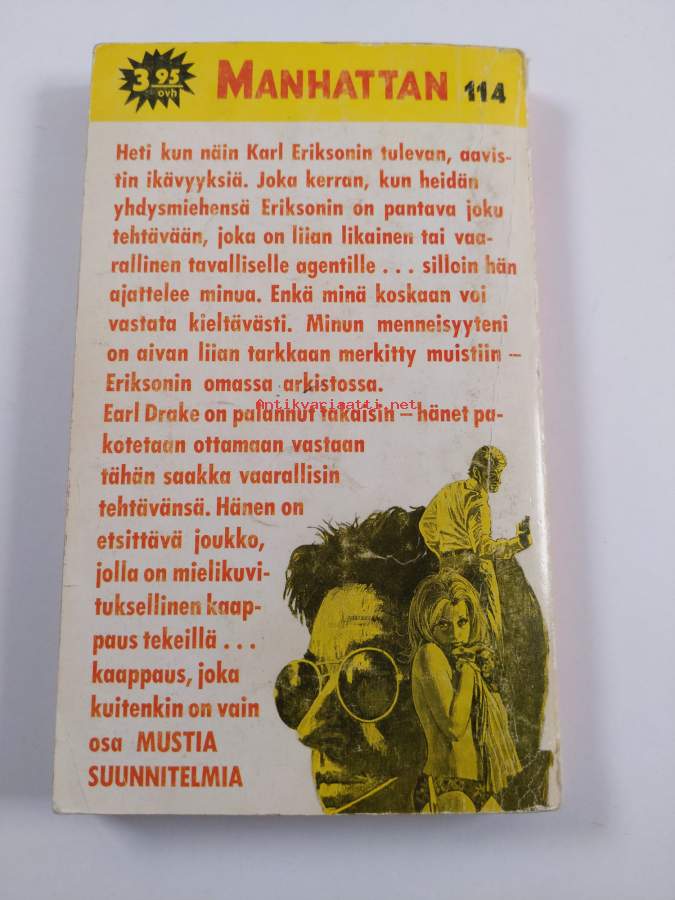 3 95
ovh
MANHATTAN 114
Heti kun näin Karl Eriksonin tulevan, aavis-
tin ikävyyksiä. Joka kerran, kun heidän
yhdysmiehensä Eriksonin on pantava joku
tehtävään, joka on liian likainen tai vaa-
rallinen tavalliselle agentille . . . silloin hän
ajattelee minua. Enkä minä koskaan voi
vastata kieltävästi. Minun menneisyyteni
on aivan liian tarkkaan merkitty muistiin –
Eriksonin omassa arkistossa.
Antikvariaatti.net
Earl Drake on palannut takaisin – hänet pa-
kotetaan ottamaan vastaan
tähän saakka vaarallisin
tehtävänsä. Hänen on
etsittävä joukko,
jolla on mielikuvi-
tuksellinen kaap-
paus tekeillä . . .
kaappaus, joka
kuitenkin on vain
osa MUSTIA
SUUNNITELMIA